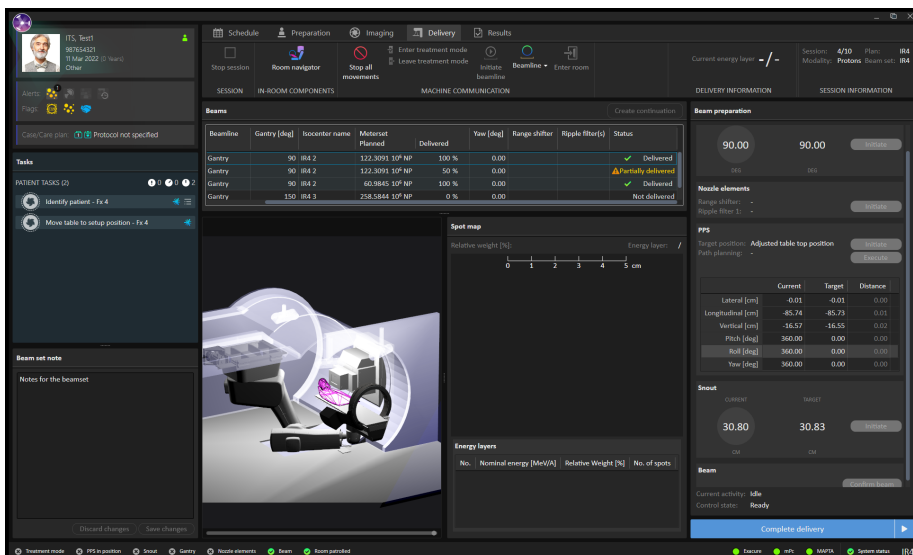 ITS, Test1
987654321
11 Mar 2022 (0 Years)
Other
Alerts:
Flags:
Case/Care plan: Protocol not specified
Schedule Preparation Imaging Delivery Results
Stop session
Room navigator
Stop all movements
Enter treatment mode
Leave treatment mode
Initiate beamline
Beamline
Enter room
SESSION IN-ROOM COMPONENTS MACHINE COMMUNICATION DELIVERY INFORMATION SESSION INFORMATION
Current energy layer - / -
Session: 4/10 Plan: IR4
Modality: Protons Beam set: IR4
Tasks
PATIENT TASKS (2) 0 0 2
Identify patient - Fx 4
Move table to setup position - Fx 4
Beam set note
Notes for the beamset
Discard changes Save changes
Beams Create continuation
Beamline Gantry [deg] Isocenter name Meterset Yaw [deg] Range shifter Ripple filter(s) Status
Planned Delivered
Gantry 90 IR4 2 122.3091 10⁶ NP 100 % 0.00 Delivered
Gantry 90 IR4 2 122.3091 10⁶ NP 50 % 0.00 Partially delivered
Gantry 90 IR4 2 60.9845 10⁶ NP 100 % 0.00 Delivered
Gantry 150 IR4 3 258.5844 10⁶ NP 0 % 0.00 Not delivered
Spot map
Relative weight [%]: Energy layer: /
0 1 2 3 4 5 cm
Energy layers
No. Nominal energy [MeV/A] Relative Weight [%] No. of spots
Beam preparation
90.00 90.00 Initiate
DEG DEG
Nozzle elements
Range shifter: -
Ripple filter 1: - Initiate
PPS
Target position: Adjusted table top position Initiate
Path planning: - Execute
Current Target Distance
Lateral [cm] -0.01 -0.01 0.00
Longitudinal [cm] -85.74 -85.73 0.01
Vertical [cm] -16.57 -16.55 0.02
Pitch [deg] 360.00 0.00 0.00
Roll [deg] 360.00 0.00 0.00
Yaw [deg] 360.00 0.00 0.00
Snout
CURRENT TARGET
30.80 30.83 Initiate
CM CM
Beam
Confirm beam
Current activity: Idle
Control state: Ready
Complete delivery
Treatment mode PPS in position Snout Gantry Nozzle elements Beam Room patrolled Exacure mPc MAPTA System status IR4